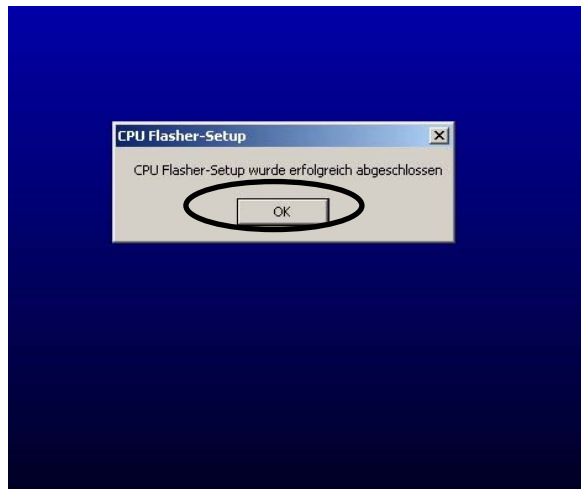 CPU Flasher-Setup
CPU Flasher-Setup wurde erfolgreich abgeschlossen
OK